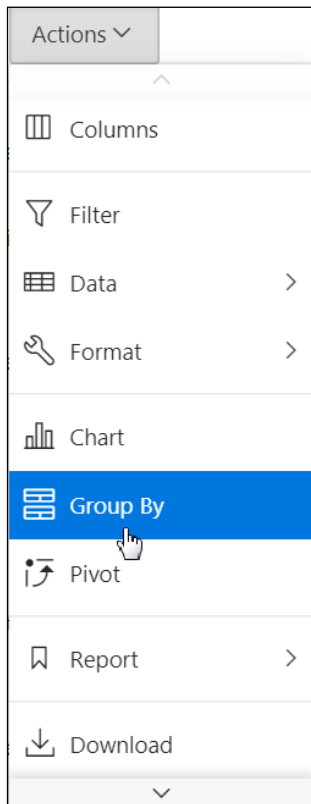 Actions
Columns
Filter
Data
Format
Chart
Group By
Pivot
Report
Download